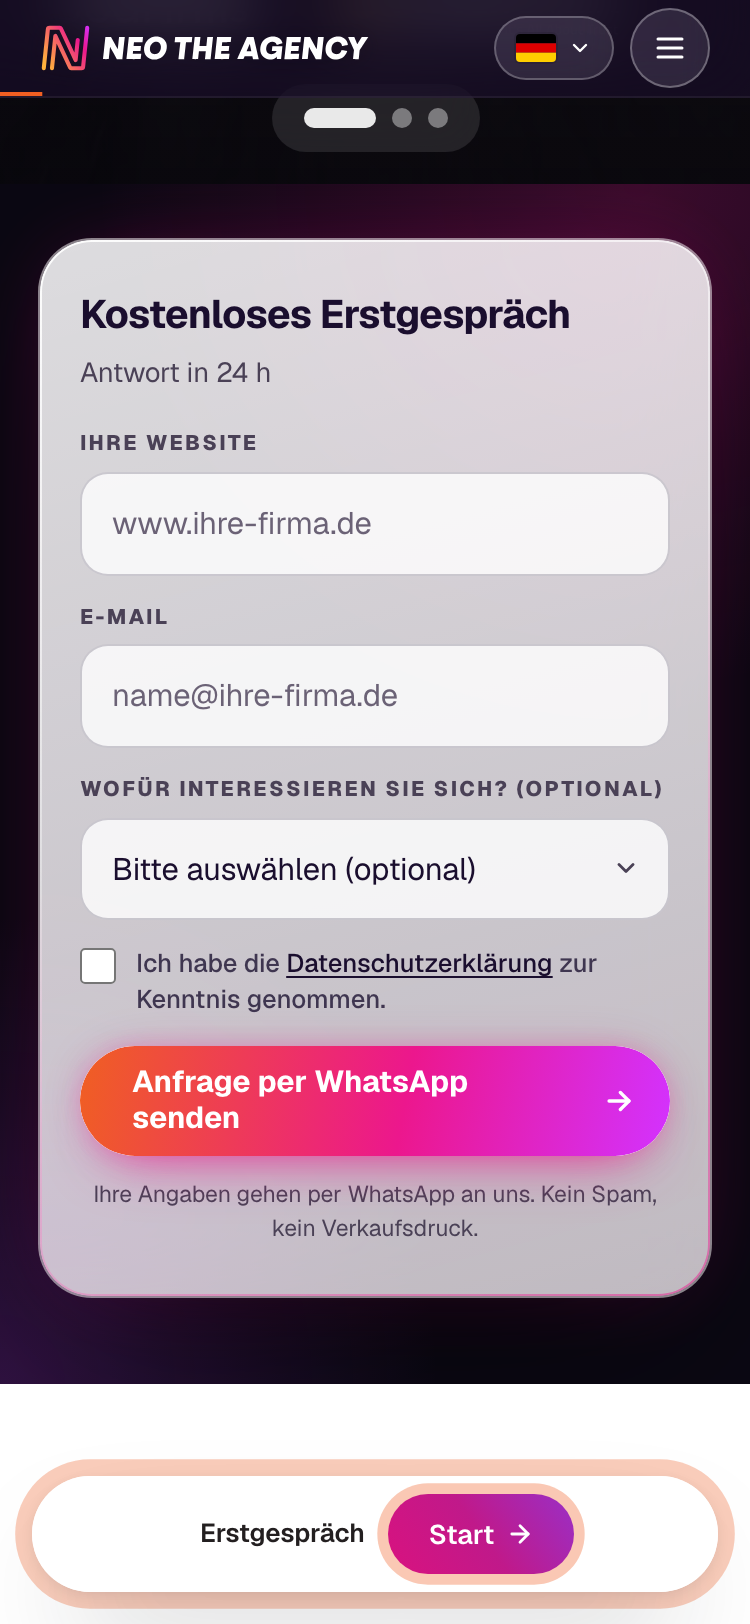 NEO THE AGENCY
Kostenloses Erstgespräch
Antwort in 24 h
IHRE WEBSITE
www.ihre-firma.de
E-MAIL
name@ihre-firma.de
WOFÜR INTERESSIEREN SIE SICH? (OPTIONAL)
Bitte auswählen (optional)
Ich habe die Datenschutzerklärung zur
Kenntnis genommen.
Anfrage per WhatsApp
senden
Ihre Angaben gehen per WhatsApp an uns. Kein Spam,
kein Verkaufsdruck.
Erstgespräch Start